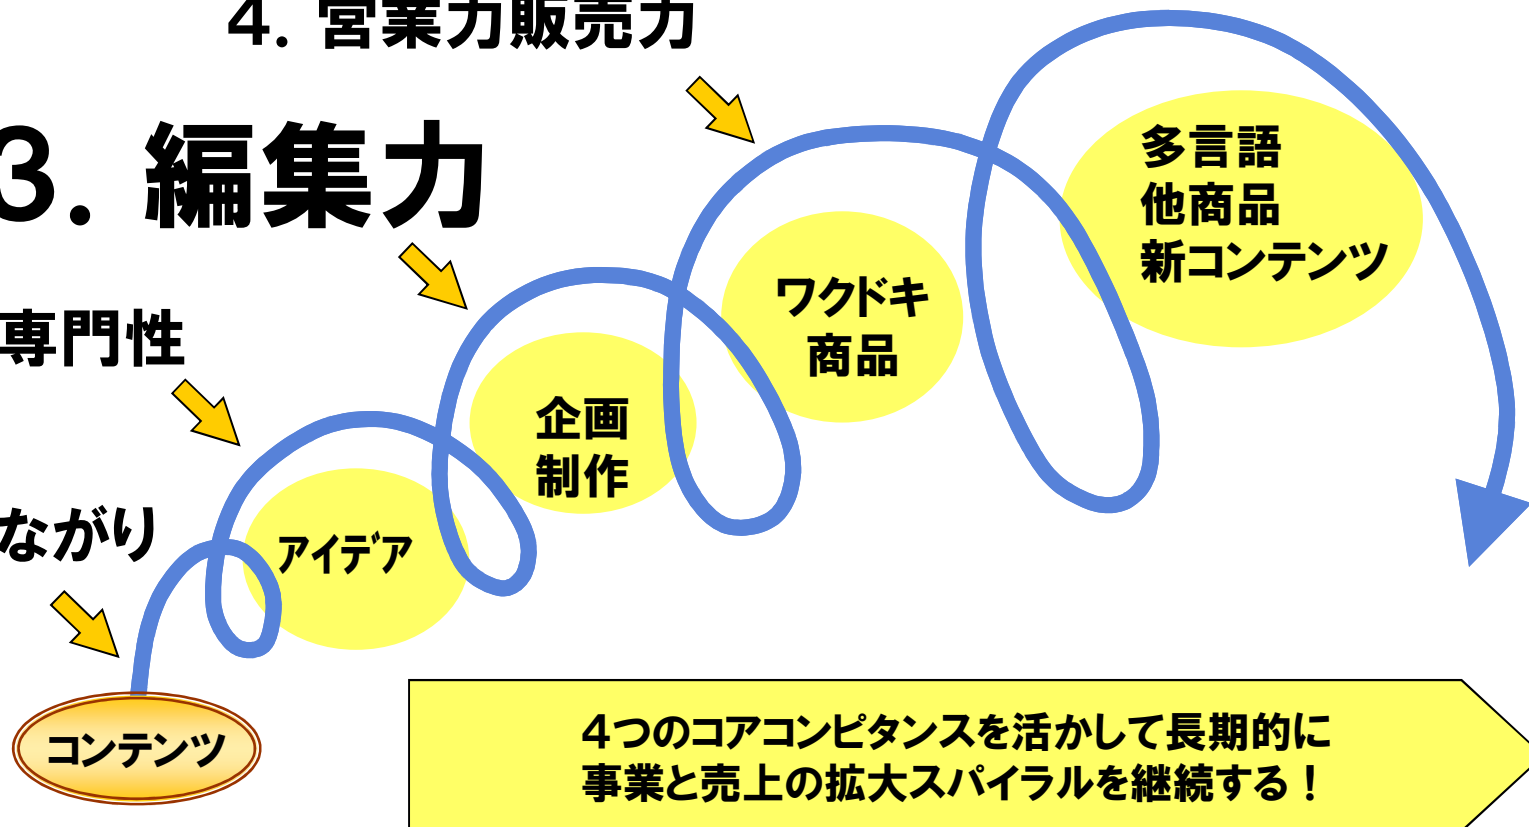 4. 営業力販売力
3. 編集力
専門性
ながり
多言語
他商品
新コンテンツ
ワクドキ
商品
企画
制作
アイデア
コンテンツ
4つのコアコンピタンスを活かして長期的に
事業と売上の拡大スパイラルを継続する！